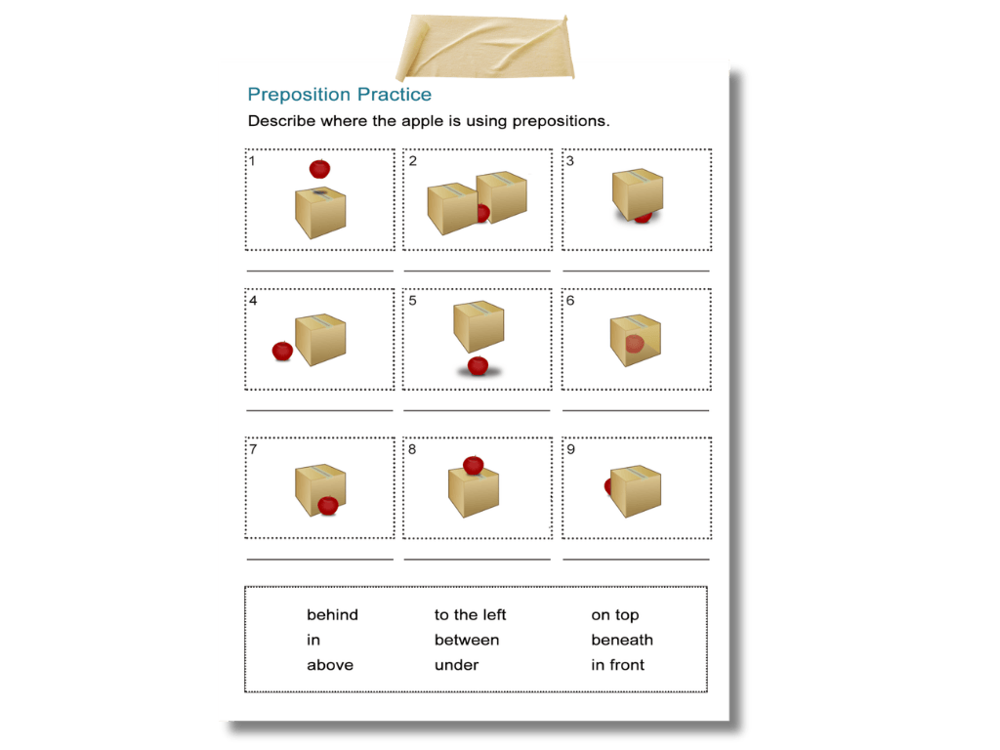 Preposition Practice
Describe where the apple is using prepositions.
1 2 3
4 5 6
7 8 9
behind to the left on top
in between beneath
above under in front